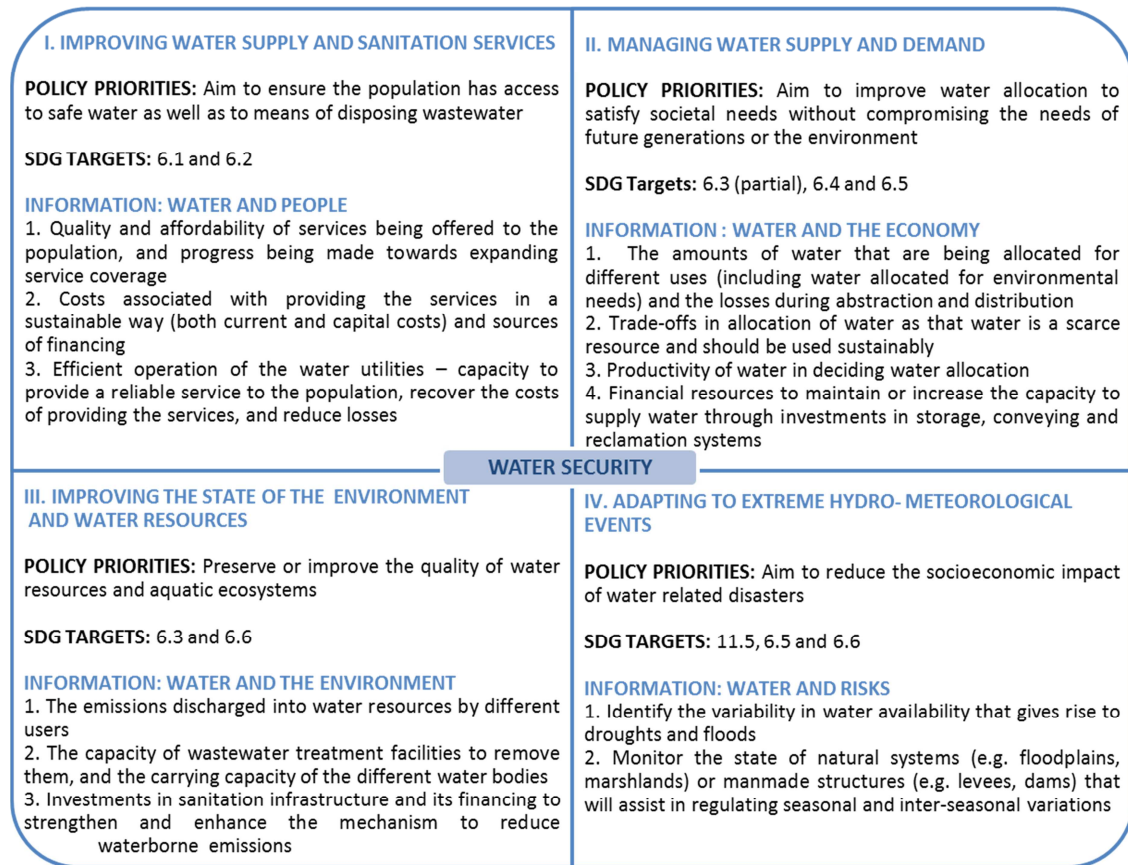 I. IMPROVING WATER SUPPLY AND SANITATION SERVICES
POLICY PRIORITIES: Aim to ensure the population has access
to safe water as well as to means of disposing wastewater
SDG TARGETS: 6.1 and 6.2
INFORMATION: WATER AND PEOPLE
1. Quality and affordability of services being offered to the
population, and progress being made towards expanding
service coverage
2. Costs associated with providing the services in a
sustainable way (both current and capital costs) and sources
of financing
3. Efficient operation of the water utilities – capacity to
provide a reliable service to the population, recover the costs
of providing the services, and reduce losses
II. MANAGING WATER SUPPLY AND DEMAND
POLICY PRIORITIES: Aim to improve water allocation to
satisfy societal needs without compromising the needs of
future generations or the environment
SDG Targets: 6.3 (partial), 6.4 and 6.5
INFORMATION : WATER AND THE ECONOMY
1. The amounts of water that are being allocated for
different uses (including water allocated for environmental
needs) and the losses during abstraction and distribution
2. Trade-offs in allocation of water as that water is a scarce
resource and should be used sustainably
3. Productivity of water in deciding water allocation
4. Financial resources to maintain or increase the capacity to
supply water through investments in storage, conveying and
reclamation systems
WATER SECURITY
III. IMPROVING THE STATE OF THE ENVIRONMENT
AND WATER RESOURCES
POLICY PRIORITIES: Preserve or improve the quality of water
resources and aquatic ecosystems
SDG TARGETS: 6.3 and 6.6
INFORMATION: WATER AND THE ENVIRONMENT
1. The emissions discharged into water resources by different
users
2. The capacity of wastewater treatment facilities to remove
them, and the carrying capacity of the different water bodies
3. Investments in sanitation infrastructure and its financing to
strengthen and enhance the mechanism to reduce
waterborne emissions
IV. ADAPTING TO EXTREME HYDRO- METEOROLOGICAL
EVENTS
POLICY PRIORITIES: Aim to reduce the socioeconomic impact
of water related disasters
SDG TARGETS: 11.5, 6.5 and 6.6
INFORMATION: WATER AND RISKS
1. Identify the variability in water availability that gives rise to
droughts and floods
2. Monitor the state of natural systems (e.g. floodplains,
marshlands) or manmade structures (e.g. levees, dams) that
will assist in regulating seasonal and inter-seasonal variations